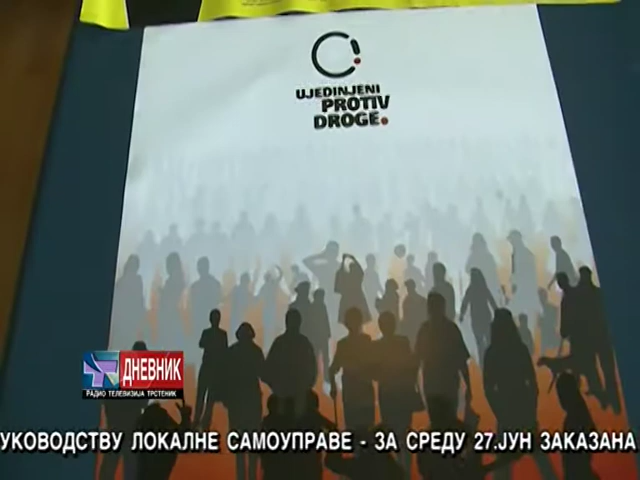 UJEDINJENI
PROTIV
DROGE.
ДНЕВНИК
РАДИО ТЕЛЕВИЗИЈА ТРСТЕНИК
УКОВОДСТВУ ЛОКАЛНЕ САМОУПРАВЕ - ЗА СРЕДУ 27.ЈУН ЗАКАЗАНА